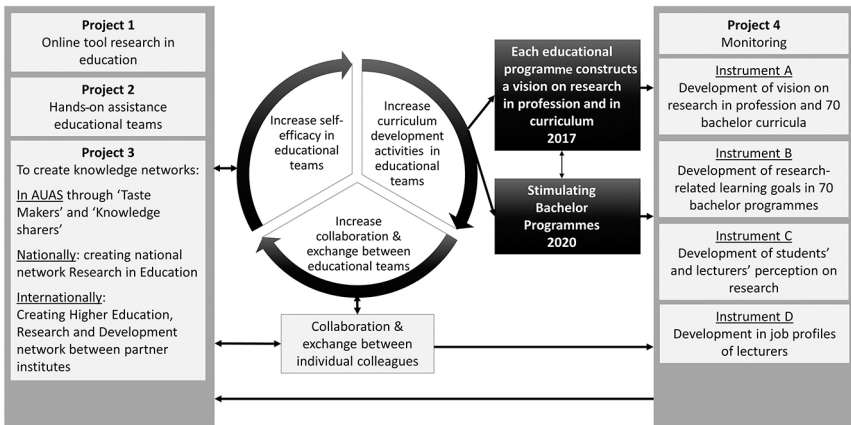 Project 1
Online tool research in
education
Project 2
Hands-on assistance
educational teams
Project 3
To create knowledge networks:
In AUAS through ‘Taste
Makers’ and ‘Knowledge
sharers’
Nationally: creating national
network Research in Education
Internationally:
Creating Higher Education,
Research and Development
network between partner
institutes
Increase self-
efficacy in
educational
teams
Increase
curriculum
development
activities in
educational
teams
Increase
collaboration &
exchange between
educational teams
Collaboration &
exchange between
individual colleagues
Each educational
programme constructs
a vision on research
in profession and in
curriculum
2017
Stimulating
Bachelor
Programmes
2020
Project 4
Monitoring
Instrument A
Development of vision on
research in profession and 70
bachelor curricula
Instrument B
Development of research-
related learning goals in 70
bachelor programmes
Instrument C
Development of students’
and lecturers’ perception on
research
Instrument D
Development in job profiles
of lecturers